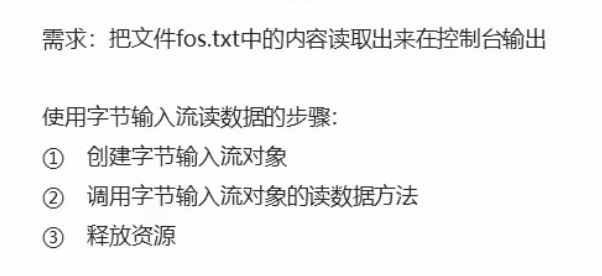 需求：把文件fos.txt中的内容读取出来在控制台输出
使用字节输入流读数据的步骤：
① 创建字节输入流对象
② 调用字节输入流对象的读数据方法
③ 释放资源